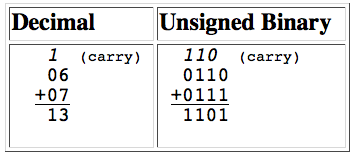 Decimal Unsigned Binary
1 (carry) 110 (carry)
06 0110
+07 +0111
13 1101